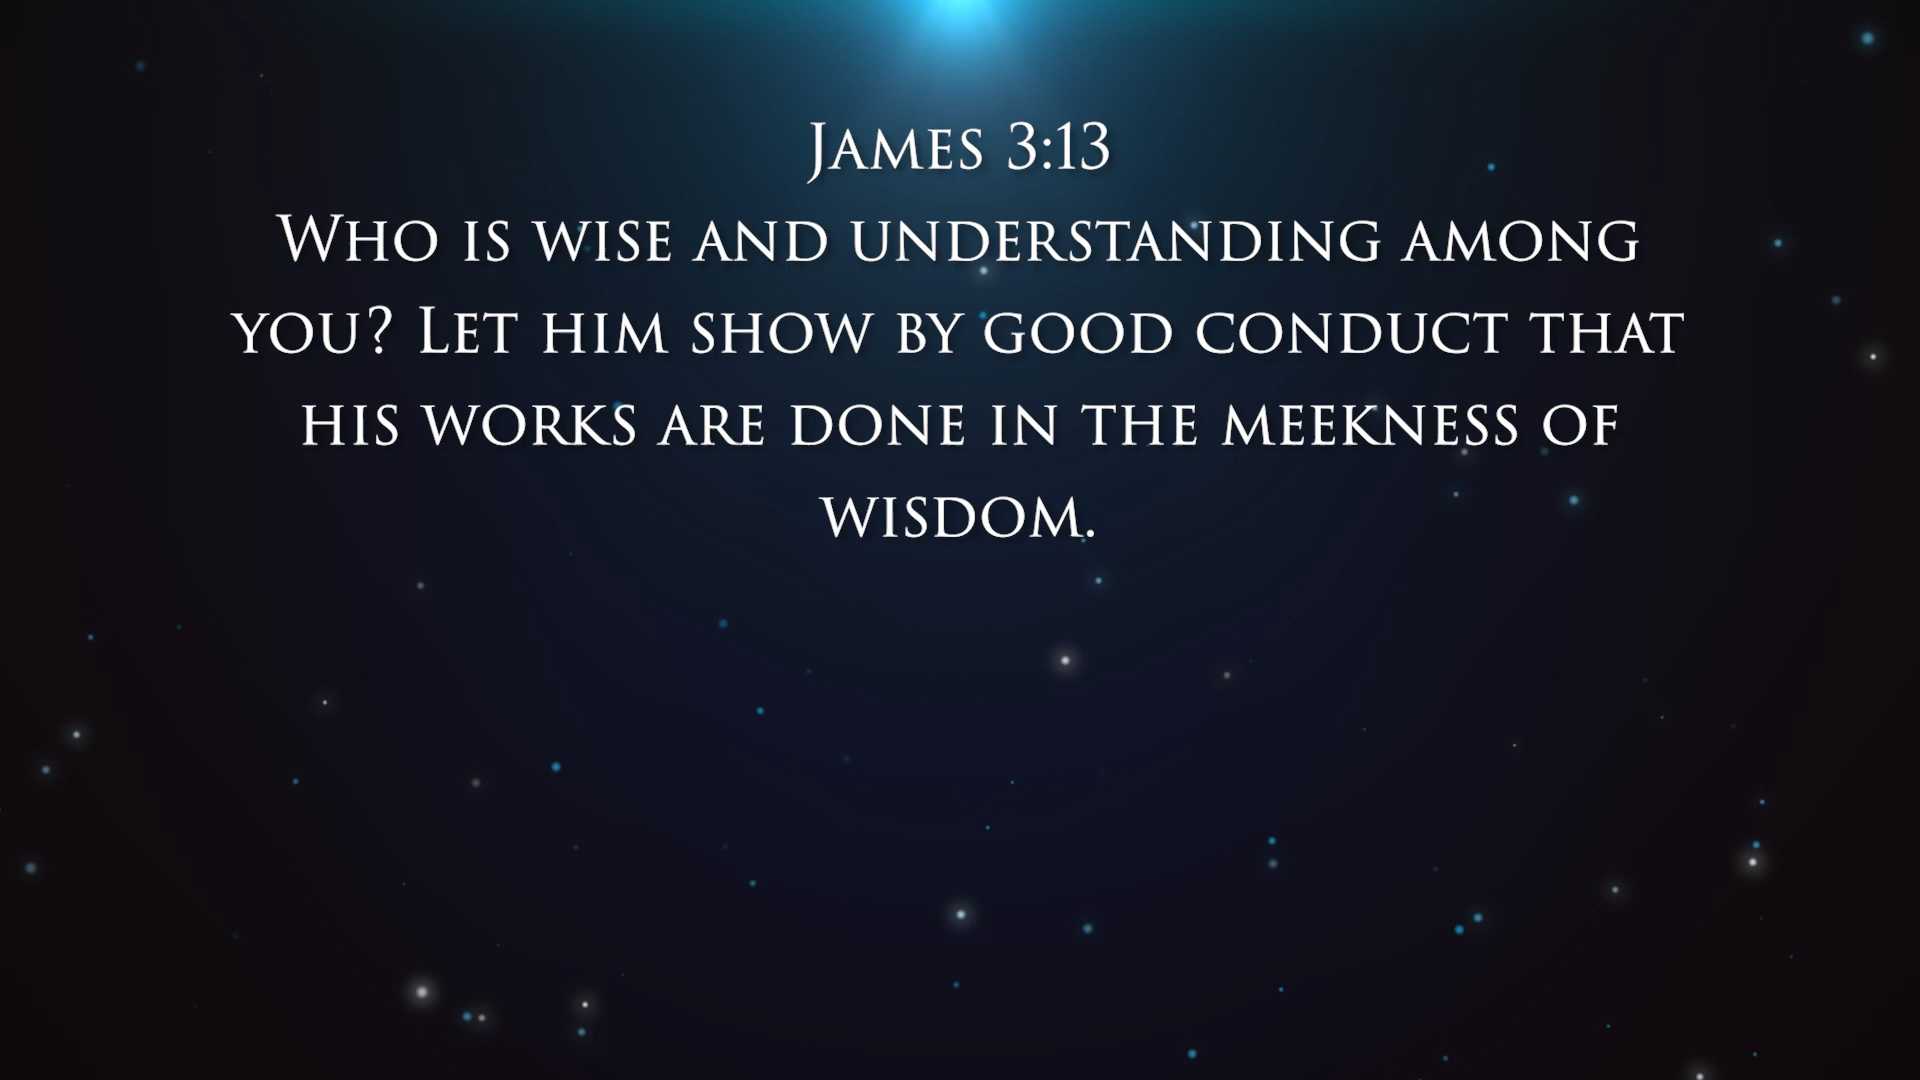 James 3:13
Who is wise and understanding among
you? Let him show by good conduct that
his works are done in the meekness of
wisdom.